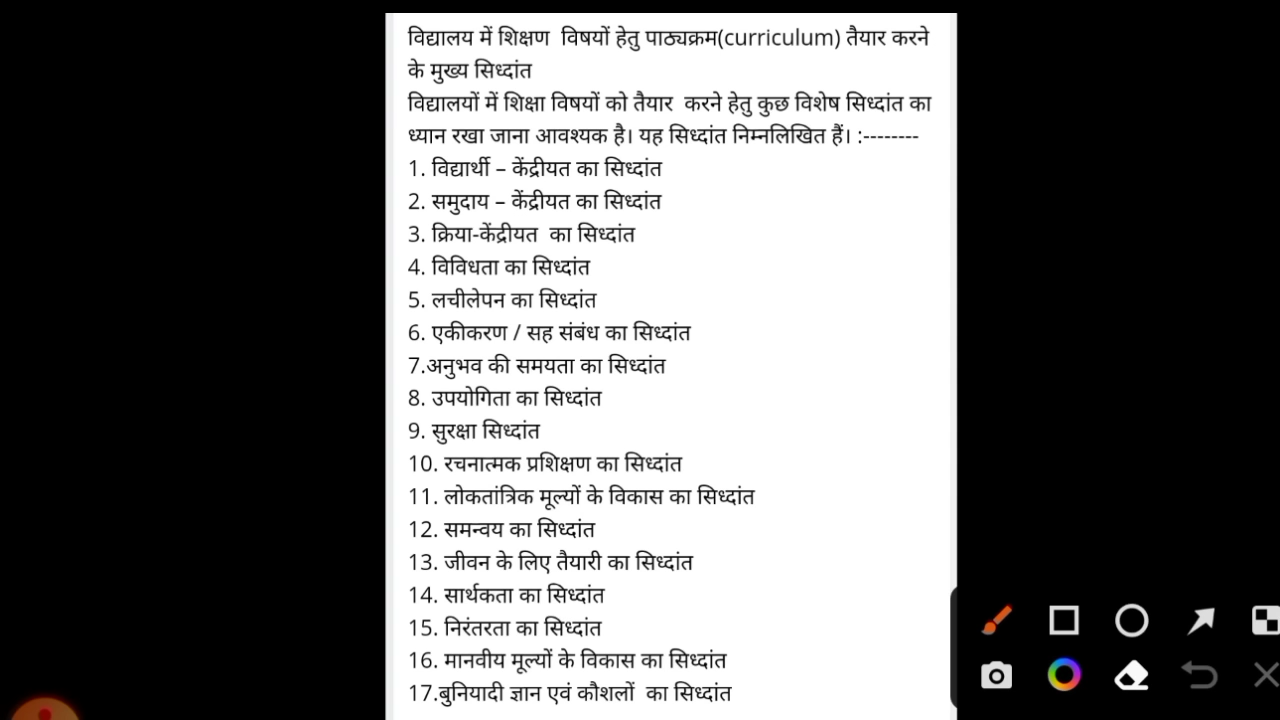 विद्यालय में शिक्षण विषयों हेतु पाठ्यक्रम(curriculum) तैयार करने
के मुख्य सिध्दांत
विद्यालयों में शिक्षा विषयों को तैयार करने हेतु कुछ विशेष सिध्दांत का
ध्यान रखा जाना आवश्यक है। यह सिध्दांत निम्नलिखित हैं। :--------
1. विद्यार्थी – केंद्रीयत का सिध्दांत
2. समुदाय – केंद्रीयत का सिध्दांत
3. क्रिया-केंद्रीयत का सिध्दांत
4. विविधता का सिध्दांत
5. लचीलेपन का सिध्दांत
6. एकीकरण / सह संबंध का सिध्दांत
7.अनुभव की समयता का सिध्दांत
8. उपयोगिता का सिध्दांत
9. सुरक्षा सिध्दांत
10. रचनात्मक प्रशिक्षण का सिध्दांत
11. लोकतांत्रिक मूल्यों के विकास का सिध्दांत
12. समन्वय का सिध्दांत
13. जीवन के लिए तैयारी का सिध्दांत
14. सार्थकता का सिध्दांत
15. निरंतरता का सिध्दांत
16. मानवीय मूल्यों के विकास का सिध्दांत
17.बुनियादी ज्ञान एवं कौशलों का सिध्दांत